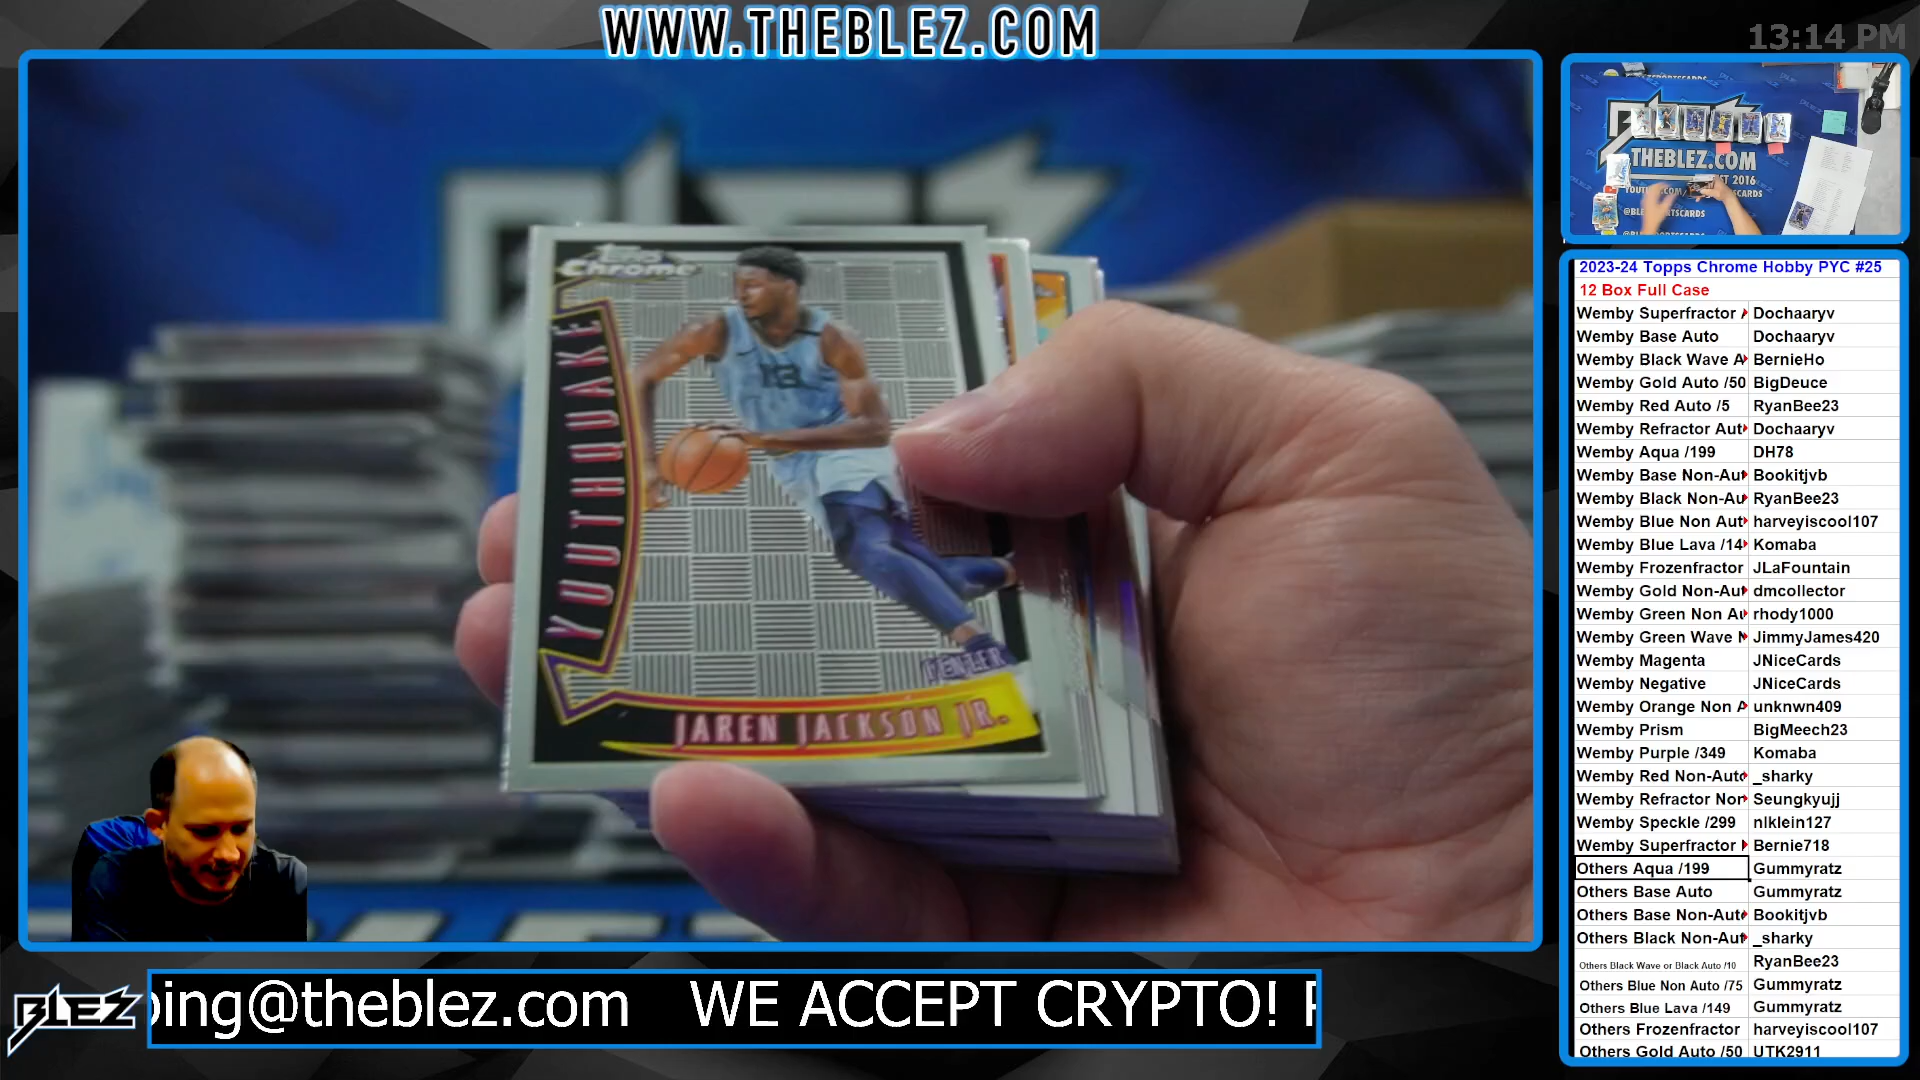 WWW.THEBLEZ.COM
13:14 PM
Topps
Chrome
YOUTHQUAKE
13
CENTER
JAREN JACKSON JR.
THEBLEZ.COM
2023-24 Topps Chrome Hobby PYC #25
12 Box Full Case
Wemby Superfractor A Dochaaryv
Wemby Base Auto Dochaaryv
Wemby Black Wave A BernieHo
Wemby Gold Auto /50 BigDeuce
Wemby Red Auto /5 RyanBee23
Wemby Refractor Aut Dochaaryv
Wemby Aqua /199 DH78
Wemby Base Non-Au Bookitjvb
Wemby Black Non-Au RyanBee23
Wemby Blue Non Aut harveyiscool107
Wemby Blue Lava /14 Komaba
Wemby Frozenfractor JLaFountain
Wemby Gold Non-Au dmcollector
Wemby Green Non Au rhody1000
Wemby Green Wave N JimmyJames420
Wemby Magenta JNiceCards
Wemby Negative JNiceCards
Wemby Orange Non A unknwn409
Wemby Prism BigMeech23
Wemby Purple /349 Komaba
Wemby Red Non-Auto _sharky
Wemby Refractor Non Seungkyujj
Wemby Speckle /299 nlklein127
Wemby Superfractor Bernie718
Others Aqua /199 Gummyratz
Others Base Auto Gummyratz
Others Base Non-Auto Bookitjvb
Others Black Non-Aut _sharky
Others Black Wave or Black Auto /10 RyanBee23
Others Blue Non Auto /75 Gummyratz
Others Blue Lava /149 Gummyratz
Others Frozenfractor harveyiscool107
Others Gold Auto /50 UTK2911
BLEZ
ping@theblez.com WE ACCEPT CRYPTO!